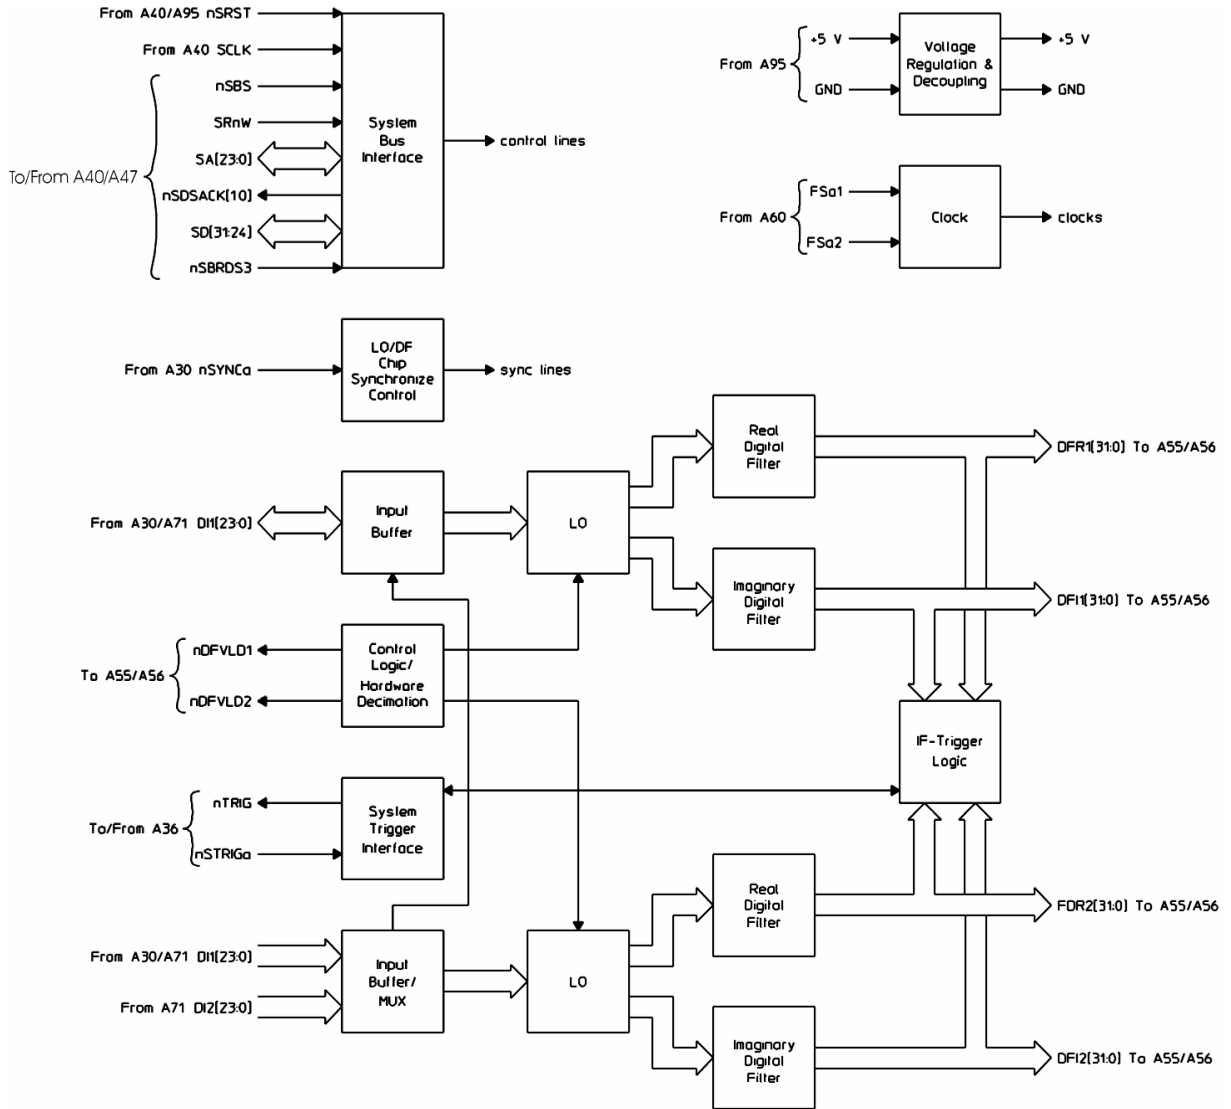 From A40/A95 nSRST
From A40 SCLK
nSBS
SRnW
SA[23:0]
To/From A40/A47
nSDSACK[10]
SD[31:24]
nSBRDS3
System
Bus
Interface
control lines
From A95
+5 V
GND
Voltage
Regulation &
Decoupling
+5 V
GND
From A60
FSa1
FSa2
Clock
clocks
From A30 nSYNCa
LO/DF
Chip
Synchronize
Control
sync lines
From A30/A71 DI1[23:0]
Input
Buffer
LO
Real
Digital
Filter
DFR1[31:0] To A55/A56
Imaginary
Digital
Filter
DFI1[31:0] To A55/A56
To A55/A56
nDFVLD1
nDFVLD2
Control
Logic/
Hardware
Decimation
IF-Trigger
Logic
To/From A36
nTRIG
nSTRIGa
System
Trigger
Interface
From A30/A71 DI1[23:0]
From A71 DI2[23:0]
Input
Buffer/
MUX
LO
Real
Digital
Filter
FDR2[31:0] To A55/A56
Imaginary
Digital
Filter
DFI2[31:0] To A55/A56